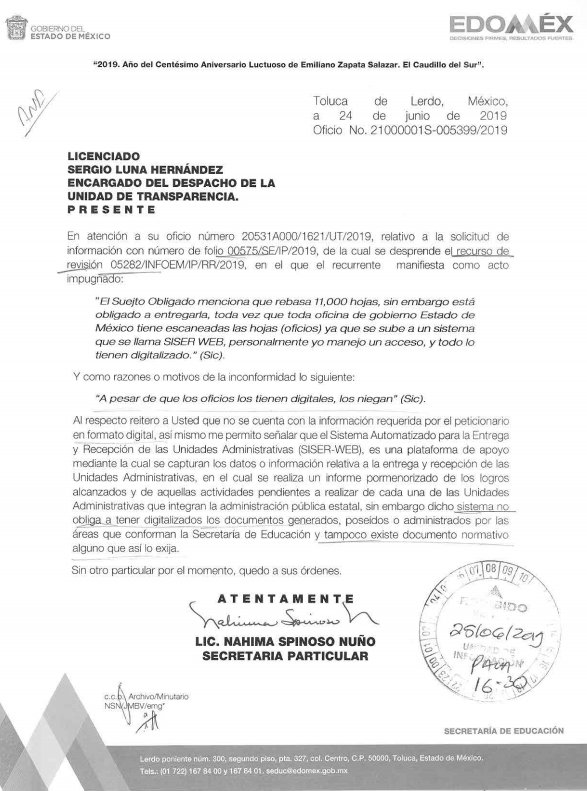 GOBIERNO DEL
ESTADO DE MÉXICO
EDOMÉX
DECISIONES FIRMES, RESULTADOS FUERTES.
“2019. Año del Centésimo Aniversario Luctuoso de Emiliano Zapata Salazar. El Caudillo del Sur”.
Toluca de Lerdo, México,
a 24 de junio de 2019
Oficio No. 21000001S-005399/2019
LICENCIADO
SERGIO LUNA HERNÁNDEZ
ENCARGADO DEL DESPACHO DE LA
UNIDAD DE TRANSPARENCIA.
P R E S E N T E
En atención a su oficio número 20531A000/1621/UT/2019, relativo a la solicitud de
información con número de folio 00575/SE/IP/2019, de la cual se desprende el recurso de
revisión 05282/INFOEM/IP/RR/2019, en el que el recurrente manifiesta como acto
impugnado:
"El Suejto Obligado menciona que rebasa 11,000 hojas, sin embargo está
obligado a entregarla, toda vez que toda oficina de gobierno Estado de
México tiene escaneadas las hojas (oficios) ya que se sube a un sistema
que se llama SISER WEB, personalmente yo manejo un acceso, y todo lo
tienen digitalizado." (Sic).
Y como razones o motivos de la inconformidad lo siguiente:
"A pesar de que los oficios los tienen digitales, los niegan" (Sic).
Al respecto reitero a Usted que no se cuenta con la información requerida por el peticionario
en formato digital, así mismo me permito señalar que el Sistema Automatizado para la Entrega
y Recepción de las Unidades Administrativas (SISER-WEB), es una plataforma de apoyo
mediante la cual se capturan los datos o información relativa a la entrega y recepción de las
Unidades Administrativas, en el cual se realiza un informe pormenorizado de los logros
alcanzados y de aquellas actividades pendientes a realizar de cada una de las Unidades
Administrativas que integran la administración pública estatal, sin embargo dicho sistema no
obliga a tener digitalizados los documentos generados, poseídos o administrados por las
áreas que conforman la Secretaría de Educación y tampoco existe documento normativo
alguno que así lo exija.
Sin otro particular por el momento, quedo a sus órdenes.
A T E N T A M E N T E
Nahima Spinoso N
LIC. NAHIMA SPINOSO NUÑO
SECRETARIA PARTICULAR
07 08 09 10
25/06/2019
16-30
c.c.p. Archivo/Minutario
NSN/JMBV/emg*
SECRETARÍA DE EDUCACIÓN
Lerdo poniente núm. 300, segundo piso, pta. 327, col. Centro, C.P. 50000, Toluca, Estado de México.
Tels.: (01 722) 167 84 00 y 167 84 01. seduc@edomex.gob.mx